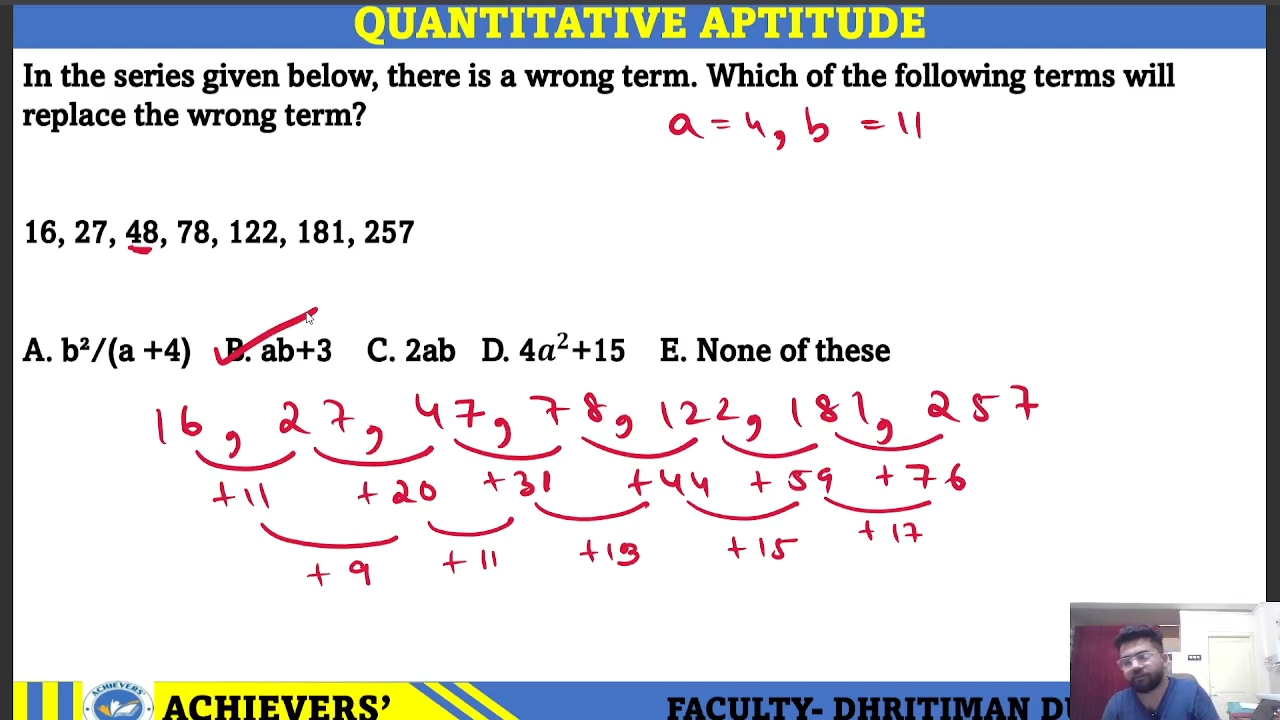 QUANTITATIVE APTITUDE
In the series given below, there is a wrong term. Which of the following terms will
replace the wrong term?
a = 4, b = 11
16, 27, 48, 78, 122, 181, 257
A. b²/(a +4) B. ab+3 C. 2ab D. 4a²+15 E. None of these
16, 27, 47, 78, 122, 181, 257
+11 +20 +31 +44 +59 +76
+9 +11 +13 +15 +17
ACHIEVERS
ACHIEVERS’ FACULTY- DHRITIMAN